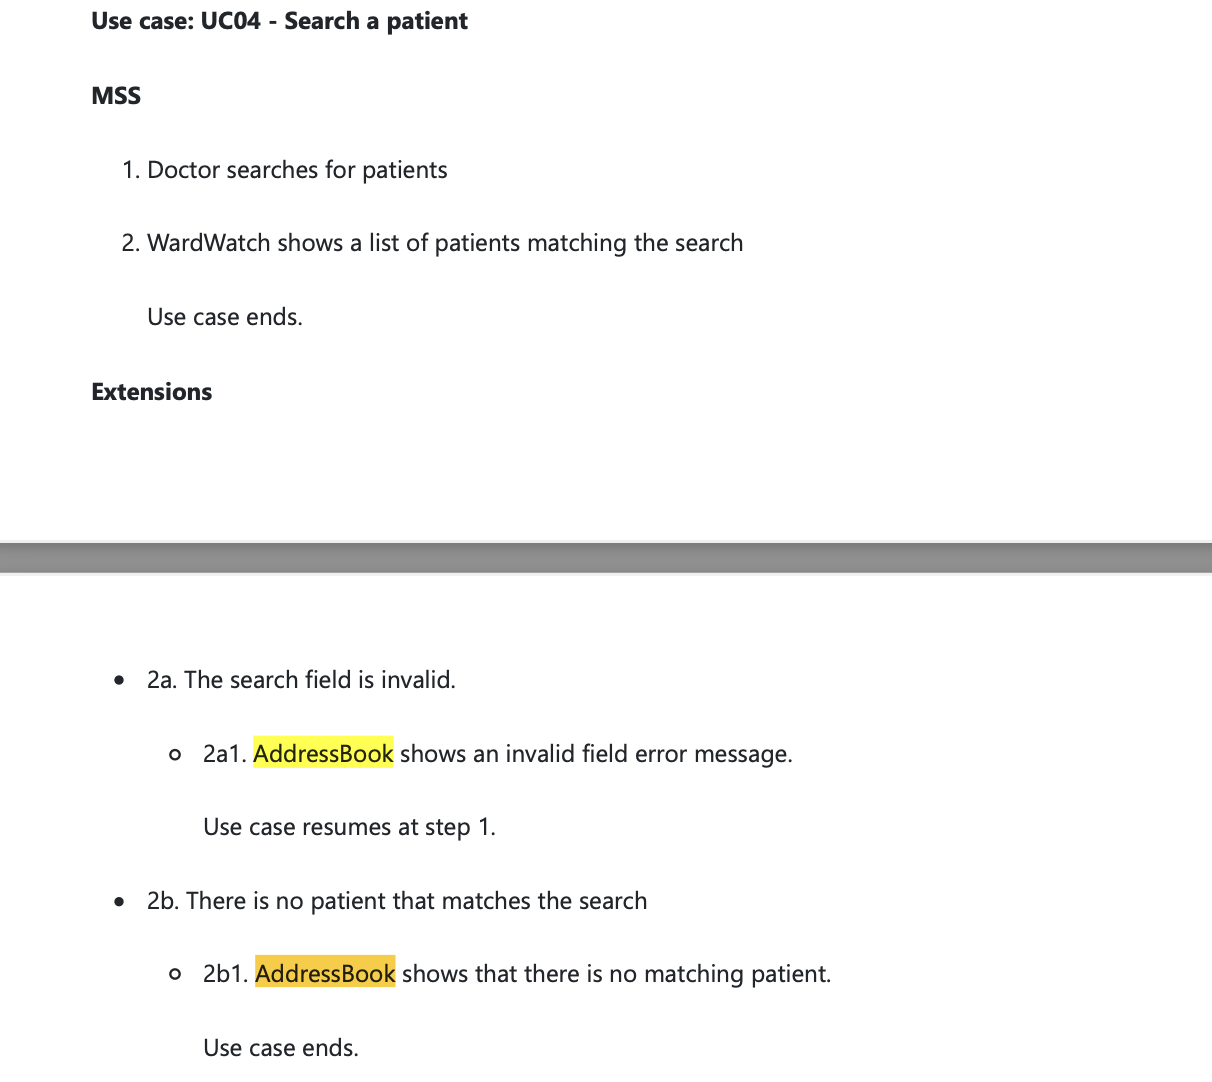 Use case: UC04 - Search a patient
MSS
1. Doctor searches for patients
2. WardWatch shows a list of patients matching the search
Use case ends.
Extensions
• 2a. The search field is invalid.
○ 2a1. AddressBook shows an invalid field error message.
Use case resumes at step 1.
• 2b. There is no patient that matches the search
○ 2b1. AddressBook shows that there is no matching patient.
Use case ends.